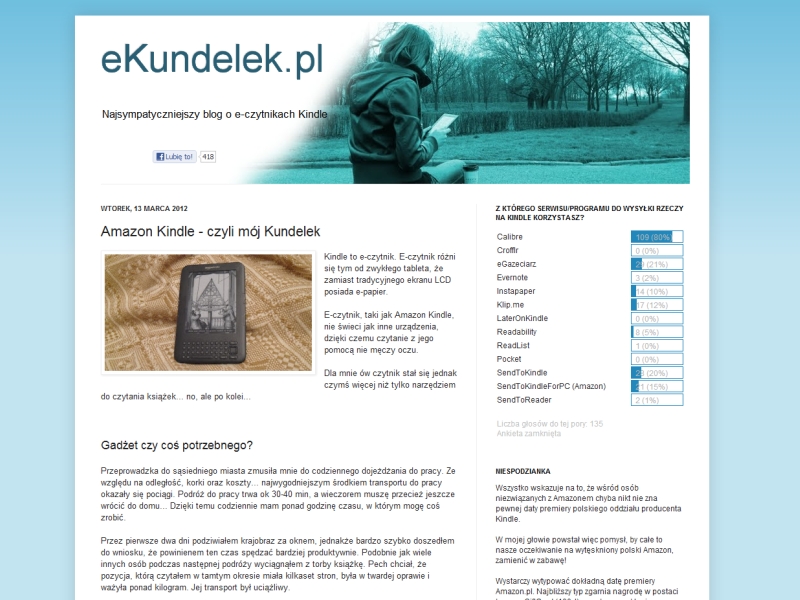 eKundelek.pl
Najsympatyczniejszy blog o e-czytnikach Kindle
Lubię to! 418
WTOREK, 13 MARCA 2012
Amazon Kindle - czyli mój Kundelek
Kindle to e-czytnik. E-czytnik różni
się tym od zwykłego tableta, że
zamiast tradycyjnego ekranu LCD
posiada e-papier.
E-czytnik, taki jak Amazon Kindle,
nie świeci jak inne urządzenia,
dzięki czemu czytanie z jego
pomocą nie męczy oczu.
Dla mnie ów czytnik stał się jednak
czymś więcej niż tylko narzędziem
do czytania książek... no, ale po kolei...
Gadżet czy coś potrzebnego?
Przeprowadzka do sąsiedniego miasta zmusiła mnie do codziennego dojeżdżania do pracy. Ze
względu na odległość, korki oraz koszty... najwygodniejszym środkiem transportu do pracy
okazały się pociągi. Podróż do pracy trwa ok 30-40 min, a wieczorem muszę przecież jeszcze
wrócić do domu... Dzięki temu codziennie mam ponad godzinę czasu, w którym mogę coś
zrobić.
Przez pierwsze dwa dni podziwiałem krajobraz za oknem, jednakże bardzo szybko doszedłem
do wniosku, że powinienem ten czas spędzać bardziej produktywnie. Podobnie jak wiele
innych osób podczas następnej podróży wyciągnąłem z torby książkę. Pech chciał, że
pozycja, którą czytałem w tamtym okresie miała kilkaset stron, była w twardej oprawie i
ważyła ponad kilogram. Jej transport był uciążliwy.
Z KTÓREGO SERWISU/PROGRAMU DO WYSYŁKI RZECZY
NA KINDLE KORZYSTASZ?
Calibre 109 (80%)
Crofflr 0 (0%)
eGazeciarz (21%)
Evernote 3 (2%)
Instapaper 14 (10%)
Klip.me 17 (12%)
LaterOnKindle 0 (0%)
Readability 8 (5%)
ReadList 1 (0%)
Pocket 0 (0%)
SendToKindle (20%)
SendToKindleForPC (Amazon) 21 (15%)
SendToReader 2 (1%)
Liczba głosów do tej pory: 135
Ankieta zamknięta
NIESPODZIANKA
Wszystko wskazuje na to, że wśród osób
niezwiązanych z Amazonem chyba nikt nie zna
pewnej daty premiery polskiego oddziału producenta
Kindle.
W mojej głowie powstał więc pomysł, by całe to
nasze oczekiwanie na wytęskniony polski Amazon,
zamienić w zabawę!
Wystarczy wytypować dokładną datę premiery
Amazon.pl. Najbliższy typ zgarnia nagrodę w postaci